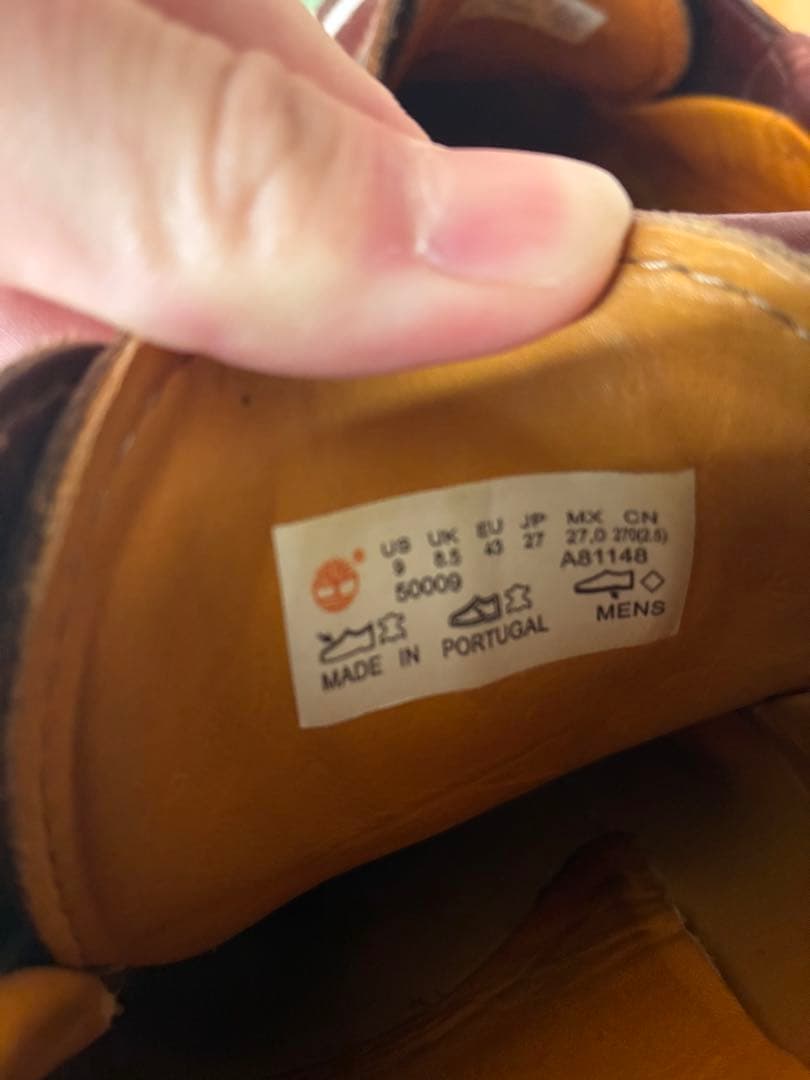 US UK EU JP MX CN
9 8.5 43 27 27,0 270(2.5)
50009 A81148
MENS
MADE IN PORTUGAL